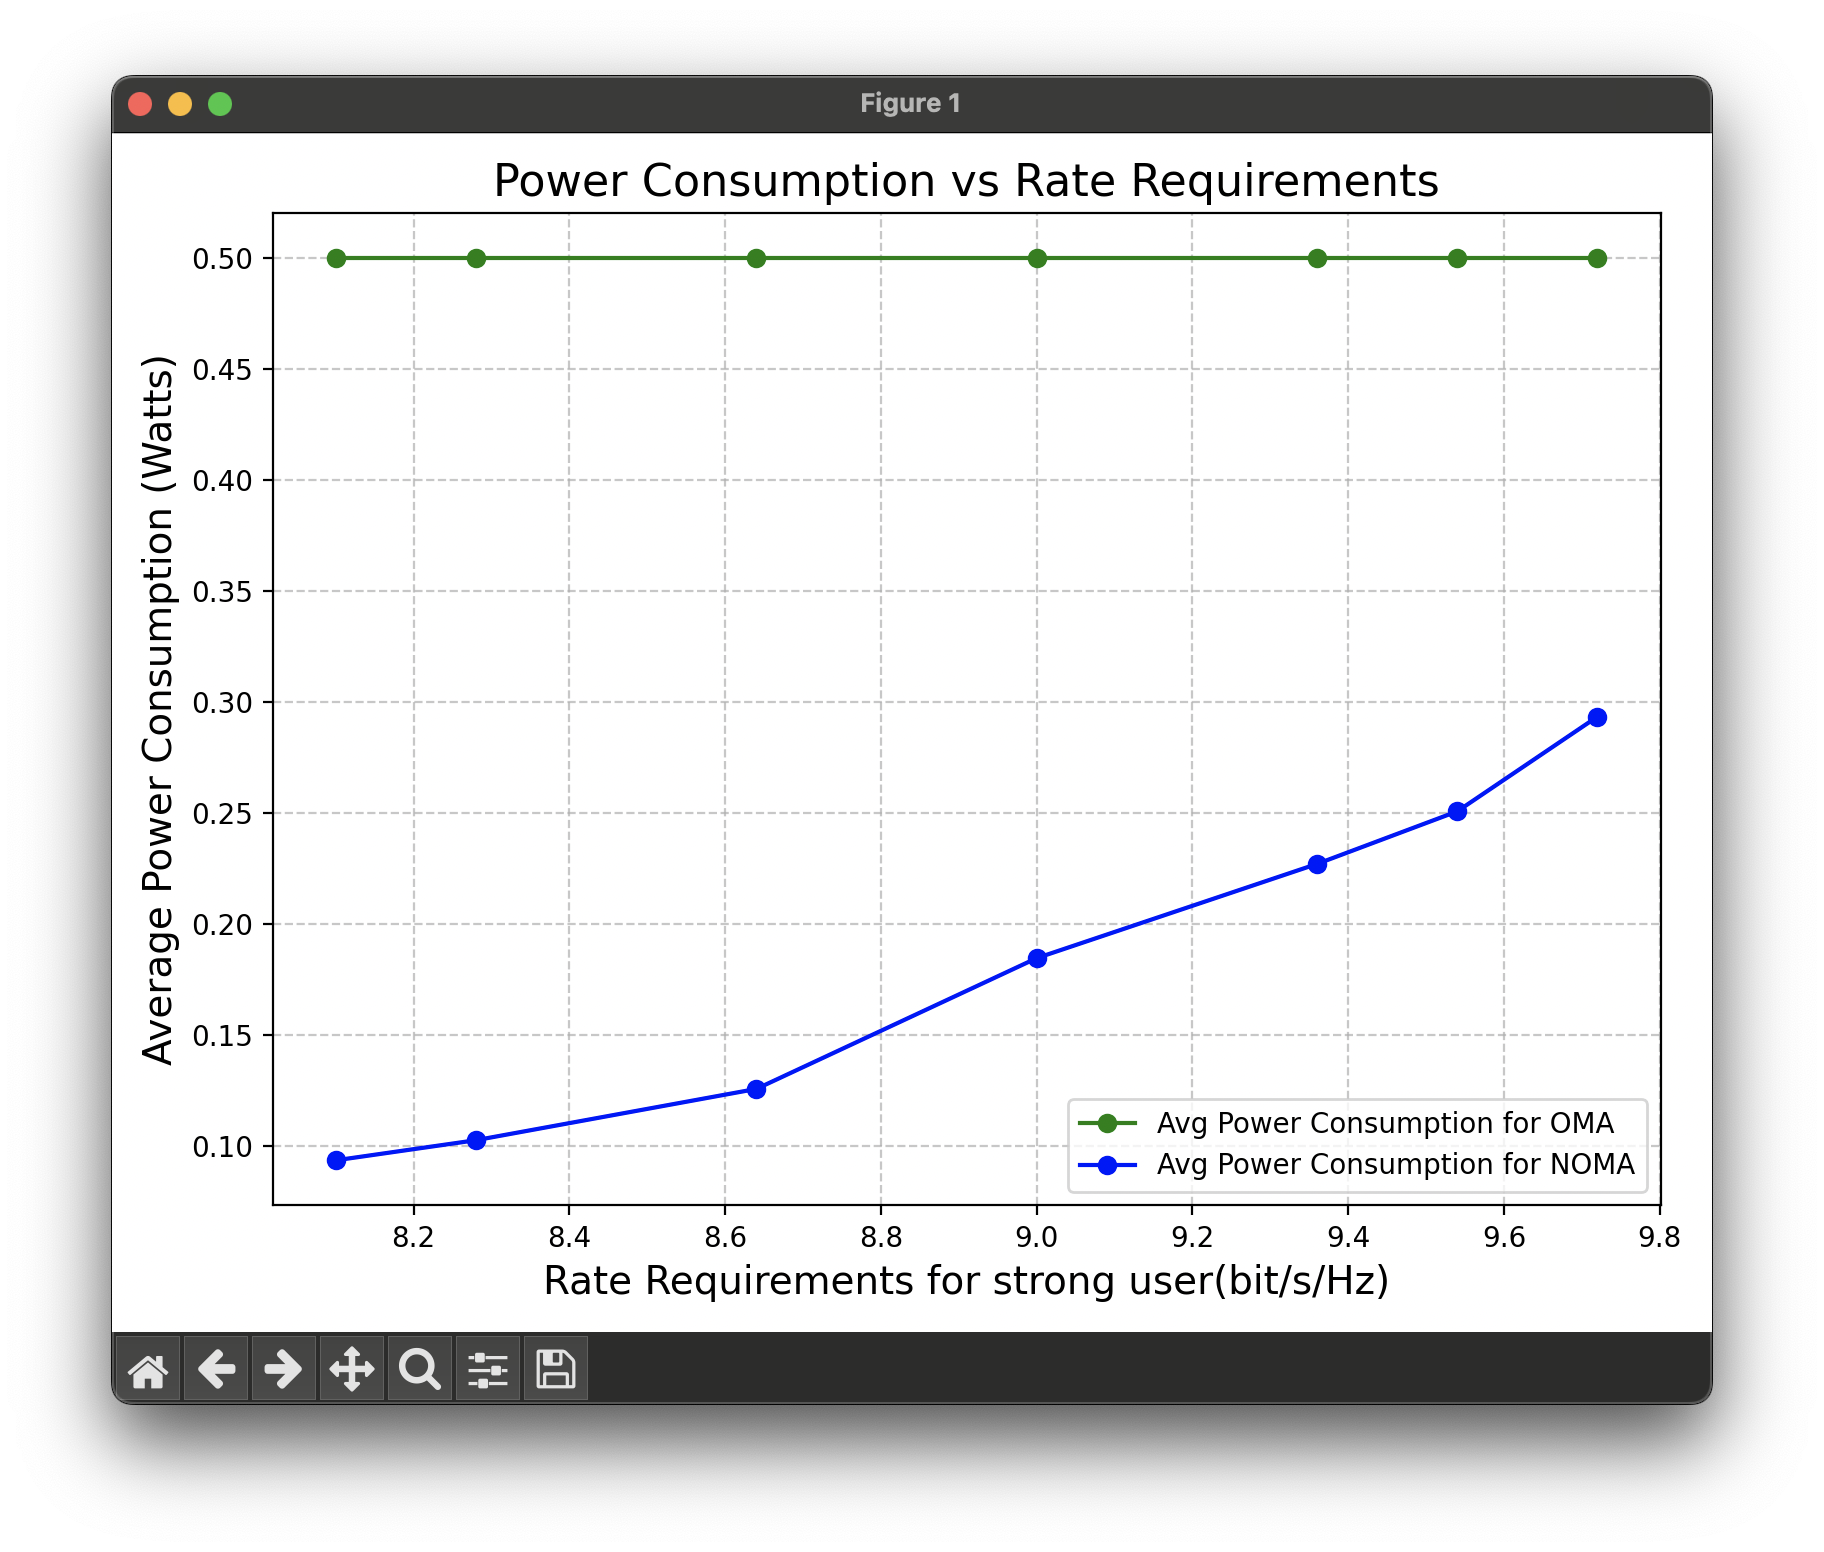 Figure 1
Power Consumption vs Rate Requirements
Average Power Consumption (Watts)
0.50
0.45
0.40
0.35
0.30
0.25
0.20
0.15
0.10
Avg Power Consumption for OMA
Avg Power Consumption for NOMA
8.2 8.4 8.6 8.8 9.0 9.2 9.4 9.6 9.8
Rate Requirements for strong user(bit/s/Hz)